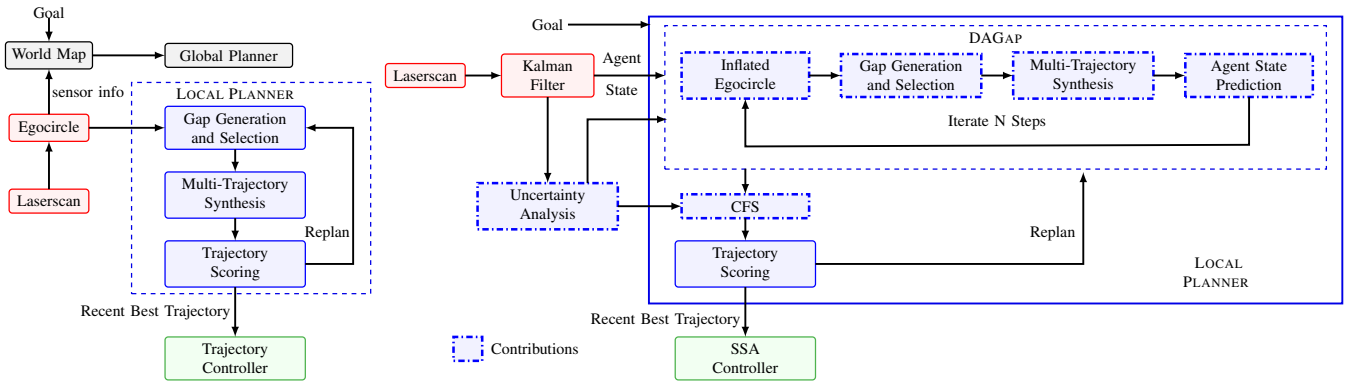 Goal
World Map
Global Planner
sensor info
LOCAL PLANNER
Egocircle
Gap Generation
and Selection
Multi-Trajectory
Synthesis
Laserscan
Replan
Trajectory
Scoring
Recent Best Trajectory
Trajectory
Controller
Goal
DAGAP
Laserscan
Kalman
Filter
Agent
State
Inflated
Egocircle
Gap Generation
and Selection
Multi-Trajectory
Synthesis
Agent State
Prediction
Iterate N Steps
Uncertainty
Analysis
CFS
Replan
Trajectory
Scoring
LOCAL
PLANNER
Recent Best Trajectory
Contributions
SSA
Controller